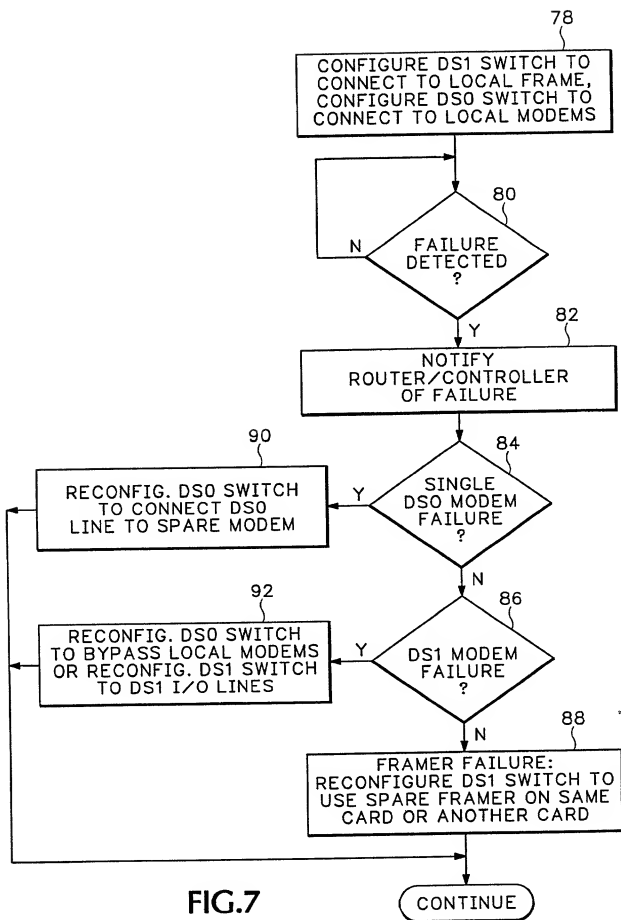 78
CONFIGURE DS1 SWITCH TO
CONNECT TO LOCAL FRAME,
CONFIGURE DS0 SWITCH TO
CONNECT TO LOCAL MODEMS
80
N
FAILURE
DETECTED
?
Y
82
NOTIFY
ROUTER/CONTROLLER
OF FAILURE
90
84
RECONFIG. DS0 SWITCH
TO CONNECT DS0
LINE TO SPARE MODEM
Y
SINGLE
DS0 MODEM
FAILURE
?
N
92
86
RECONFIG. DS0 SWITCH
TO BYPASS LOCAL MODEMS
OR RECONFIG. DS1 SWITCH
TO DS1 I/O LINES
Y
DS1 MODEM
FAILURE
?
N
88
FRAMER FAILURE:
RECONFIGURE DS1 SWITCH TO
USE SPARE FRAMER ON SAME
CARD OR ANOTHER CARD
FIG.7
CONTINUE